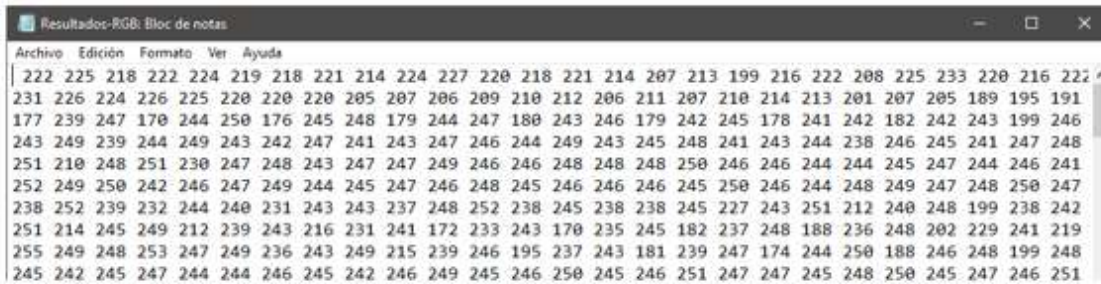 Resultados-RGB: Bloc de notas
Archivo Edición Formato Ver Ayuda
222 225 218 222 224 219 218 221 214 224 227 220 218 221 214 207 213 199 216 222 208 225 233 220 216 222
231 226 224 226 225 220 220 220 205 207 206 209 210 212 206 211 207 210 214 213 201 207 205 189 195 191
177 239 247 170 244 250 176 245 248 179 244 247 180 243 246 179 242 245 178 241 242 182 242 243 199 246
243 249 239 244 249 243 242 247 241 243 247 246 244 249 243 245 248 241 243 244 238 246 245 241 247 248
251 210 248 251 230 247 248 243 247 247 249 246 246 248 248 248 250 246 246 244 244 245 247 244 246 241
252 249 250 242 246 247 249 244 245 247 246 248 245 246 246 246 245 250 246 244 248 249 247 248 250 247
238 252 239 232 244 240 231 243 243 237 248 252 238 245 238 238 245 227 243 251 212 240 248 199 238 242
251 214 245 249 212 239 243 216 231 241 172 233 243 170 235 245 182 237 248 188 236 248 202 229 241 219
255 249 248 253 247 249 236 243 249 215 239 246 195 237 243 181 239 247 174 244 250 188 246 248 199 248
245 242 245 247 244 244 246 245 242 246 249 245 246 250 245 246 251 247 247 245 248 250 245 247 246 251